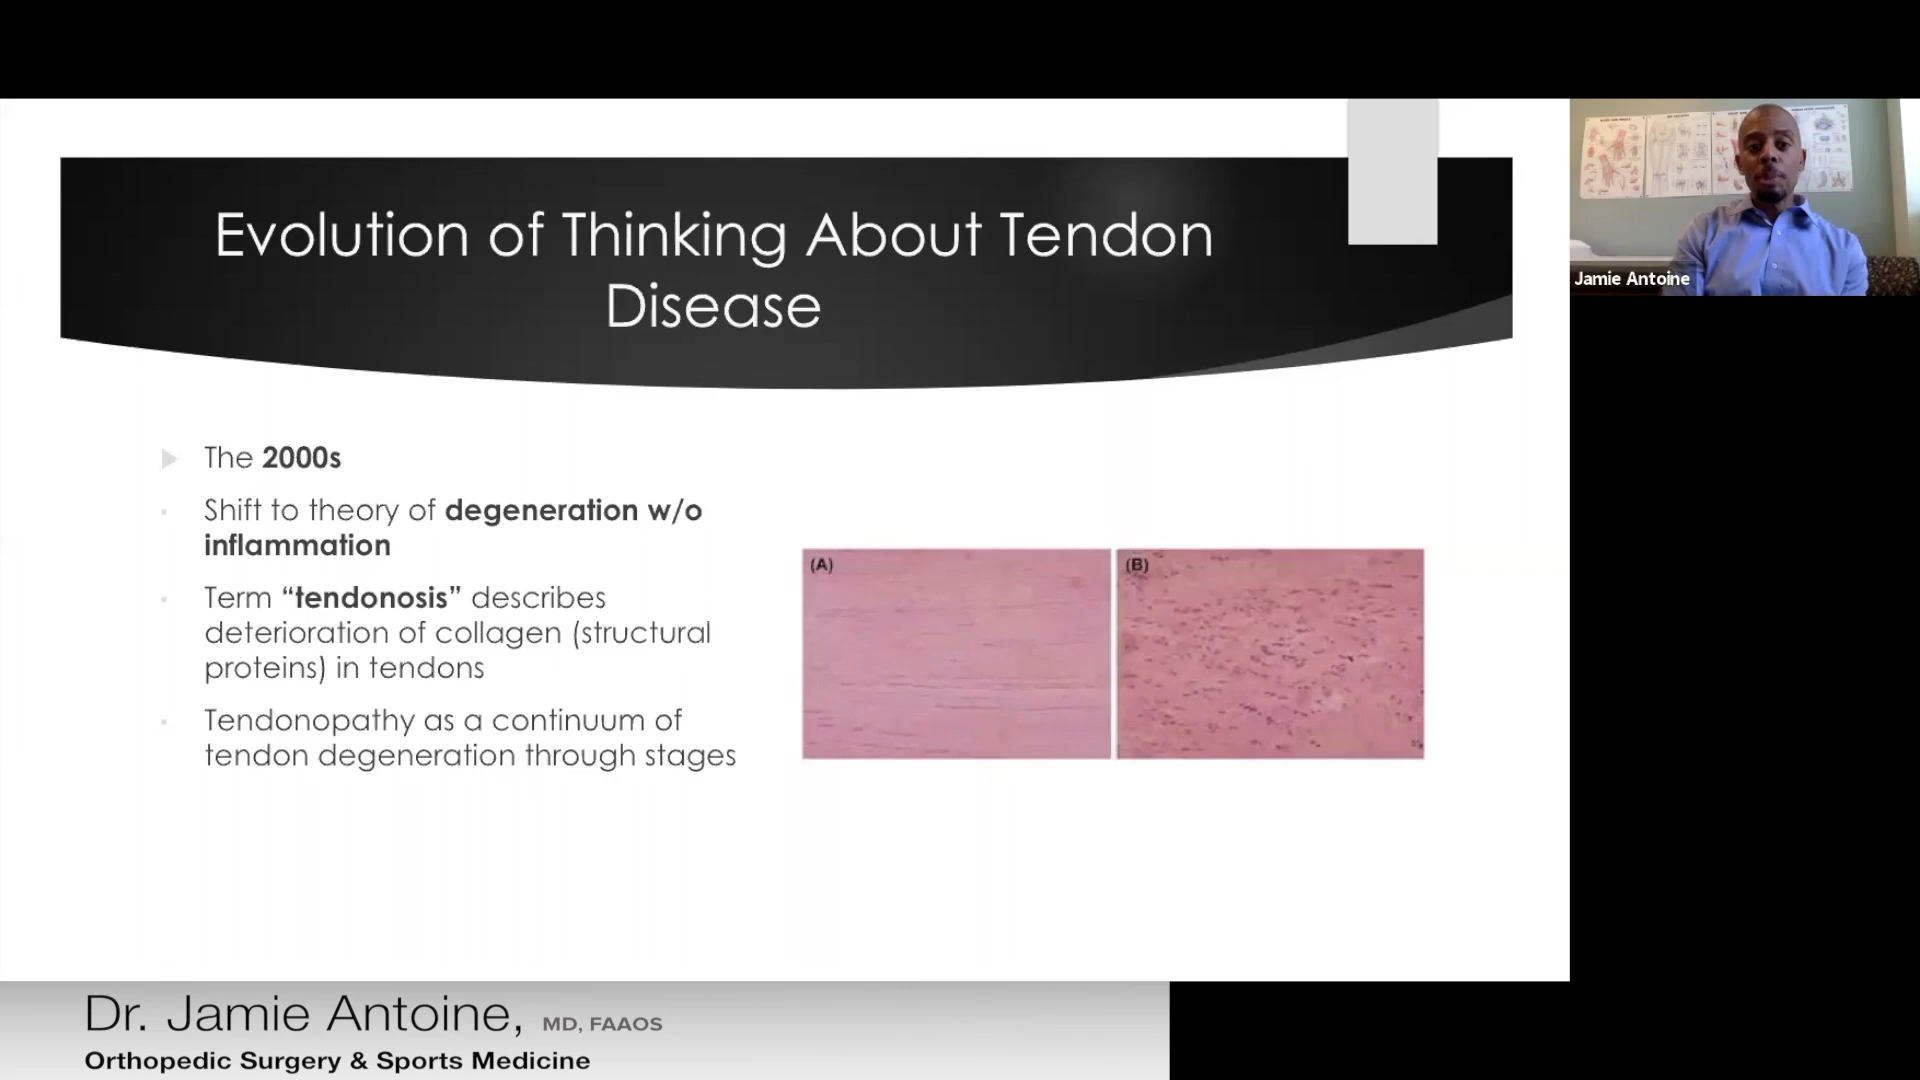 Evolution of Thinking About Tendon
Disease
The 2000s
Shift to theory of degeneration w/o
inflammation
Term “tendonosis” describes
deterioration of collagen (structural
proteins) in tendons
Tendonopathy as a continuum of
tendon degeneration through stages
(A)
(B)
Jamie Antoine
Dr. Jamie Antoine, MD, FAAOS
Orthopedic Surgery & Sports Medicine